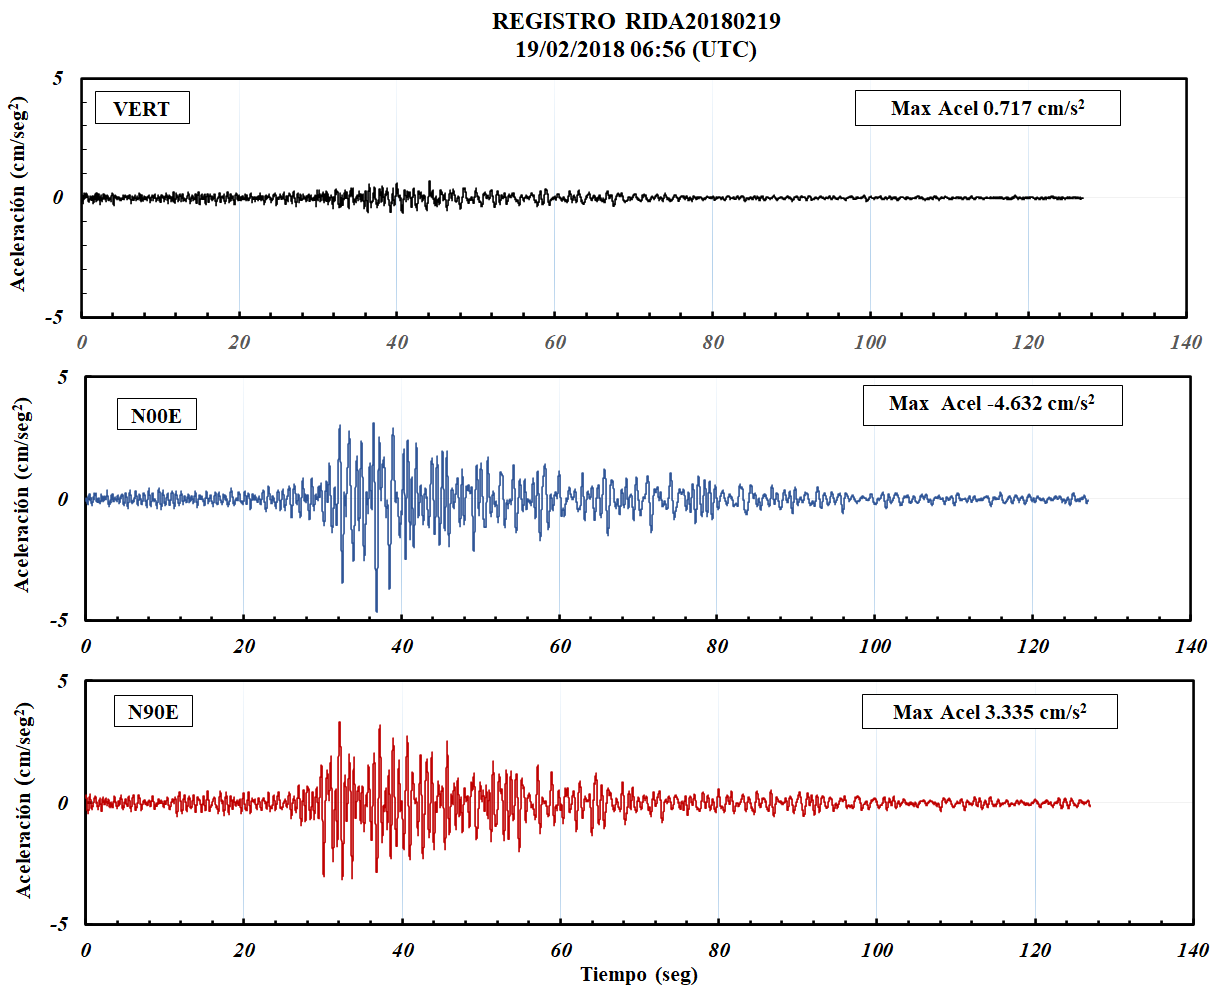 REGISTRO RIDA20180219
19/02/2018 06:56 (UTC)
5
VERT
Max Acel 0.717 cm/s²
Aceleración (cm/seg²)
0
-5
0 20 40 60 80 100 120 140
5
N00E
Max Acel -4.632 cm/s²
Aceleración (cm/seg²)
0
-5
0 20 40 60 80 100 120 140
5
N90E
Max Acel 3.335 cm/s²
Aceleración (cm/seg²)
0
-5
0 20 40 60 80 100 120 140
Tiempo (seg)